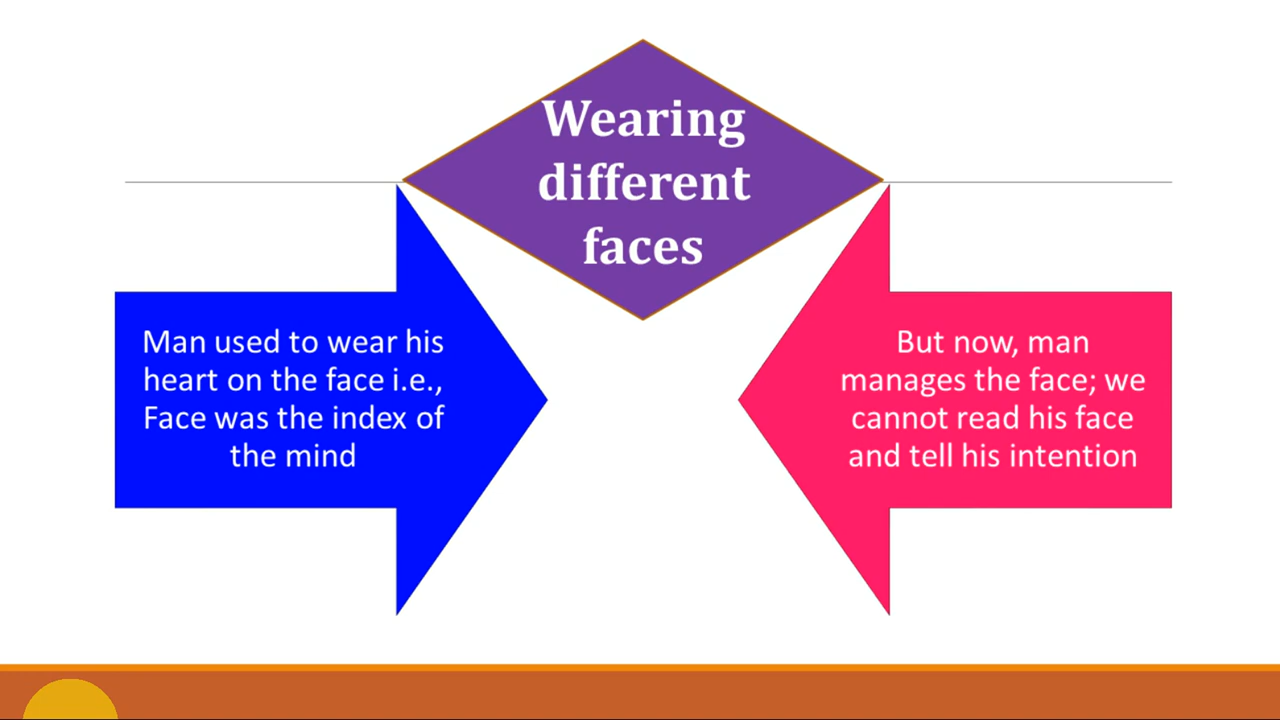 Wearing
different
faces
Man used to wear his
heart on the face i.e.,
Face was the index of
the mind
But now, man
manages the face; we
cannot read his face
and tell his intention